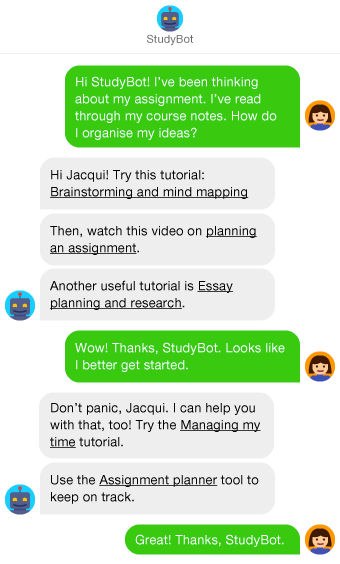 StudyBot
Hi StudyBot! I've been thinking
about my assignment. I've read
through my course notes. How do
I organise my ideas?
Hi Jacqui! Try this tutorial:
Brainstorming and mind mapping
Then, watch this video on planning
an assignment.
Another useful tutorial is Essay
planning and research.
Wow! Thanks, StudyBot. Looks like
I better get started.
Don't panic, Jacqui. I can help you
with that, too! Try the Managing my
time tutorial.
Use the Assignment planner tool to
keep on track.
Great! Thanks, StudyBot.